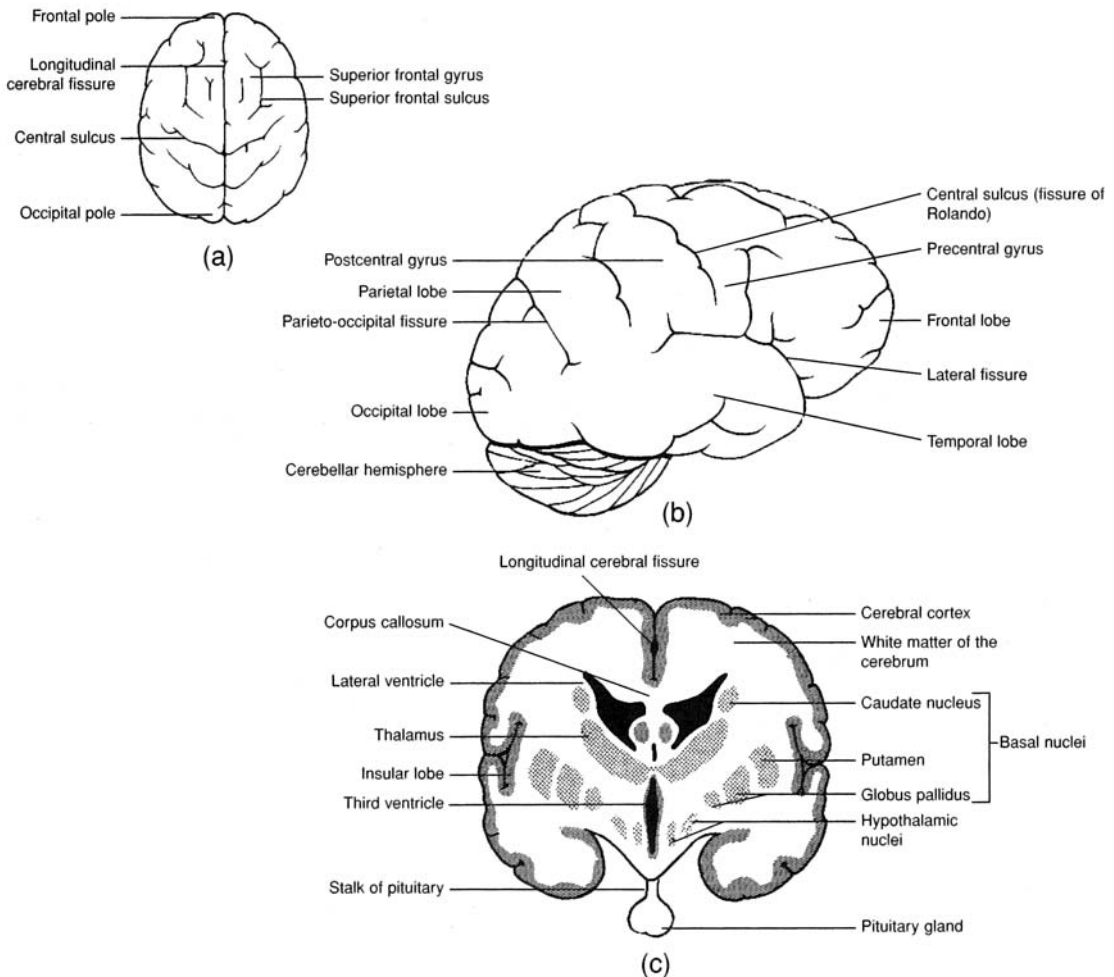 Frontal pole
Longitudinal
cerebral fissure
Central sulcus
Occipital pole
Superior frontal gyrus
Superior frontal sulcus
(a)
Postcentral gyrus
Parietal lobe
Parieto-occipital fissure
Occipital lobe
Cerebellar hemisphere
Central sulcus (fissure of
Rolando)
Precentral gyrus
Frontal lobe
Lateral fissure
Temporal lobe
(b)
Longitudinal cerebral fissure
Corpus callosum
Lateral ventricle
Thalamus
Insular lobe
Third ventricle
Stalk of pituitary
Cerebral cortex
White matter of the
cerebrum
Caudate nucleus
Putamen
Globus pallidus
Basal nuclei
Hypothalamic
nuclei
Pituitary gland
(c)